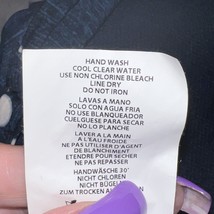 HAND WASH
COOL CLEAR WATER
USE NON CHLORINE BLEACH
LINE DRY
DO NOT IRON
LAVAS A MANO
SOLO CON AGUA FRIA
NO USE BLANQUEADOR
CUELGUESE PARA SECAR
NO LO PLANCHE
LAVER A LA MAIN
A L'EAU FROIDE
NE PAS UTILISER D'AGENT
DE BLANCHIMENT
ETENDRE POUR SECHER
NE PAS REPASSER
HANDWÄSCHE 30°
NICHT CHLOREN
NICHT BÜGEL
ZUM TROCKEN